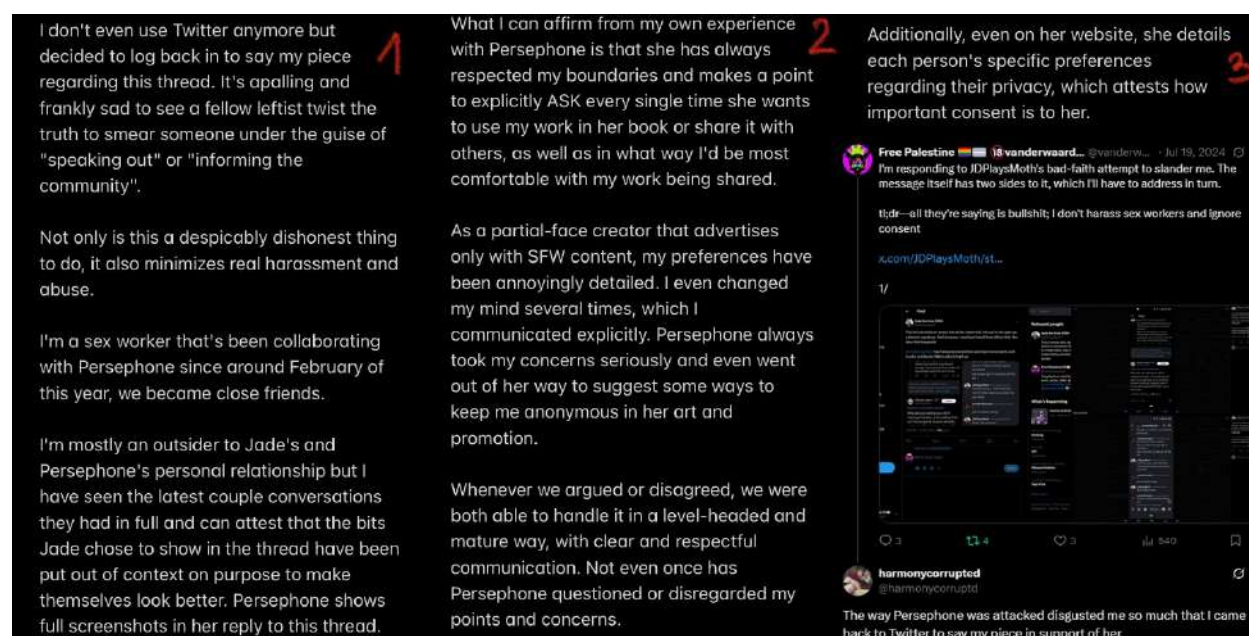 I don't even use Twitter anymore but
decided to log back in to say my piece
regarding this thread. It's apalling and
frankly sad to see a fellow leftist twist the
truth to smear someone under the guise of
"speaking out" or "informing the
community".
Not only is this a despicably dishonest thing
to do, it also minimizes real harassment and
abuse.
I'm a sex worker that's been collaborating
with Persephone since around February of
this year, we became close friends.
I'm mostly an outsider to Jade's and
Persephone's personal relationship but I
have seen the latest couple conversations
they had in full and can attest that the bits
Jade chose to show in the thread have been
put out of context on purpose to make
themselves look better. Persephone shows
full screenshots in her reply to this thread.
1
What I can affirm from my own experience
with Persephone is that she has always
respected my boundaries and makes a point
to explicitly ASK every single time she wants
to use my work in her book or share it with
others, as well as in what way I'd be most
comfortable with my work being shared.
As a partial-face creator that advertises
only with SFW content, my preferences have
been annoyingly detailed. I even changed
my mind several times, which I
communicated explicitly. Persephone always
took my concerns seriously and even went
out of her way to suggest some ways to
keep me anonymous in her art and
promotion.
Whenever we argued or disagreed, we were
both able to handle it in a level-headed and
mature way, with clear and respectful
communication. Not even once has
Persephone questioned or disregarded my
points and concerns.
2
Additionally, even on her website, she details
each person's specific preferences
regarding their privacy, which attests how
important consent is to her.
3
Free Palestine 🏳️‍🌈 🔞vanderwaard... @vanderw... · Jul 19, 2024
I'm responding to JDPlaysMoth's bad-faith attempt to slander me. The
message itself has two sides to it, which I'll have to address in turn.
tl;dr—all they're saying is bullshit; I don't harass sex workers and ignore
consent
x.com/JDPlaysMoth/st...
1/
3 4 3 540
harmonycorrupted
@harmonycorruptd
The way Persephone was attacked disgusted me so much that I came
back to Twitter to say my piece in support of her